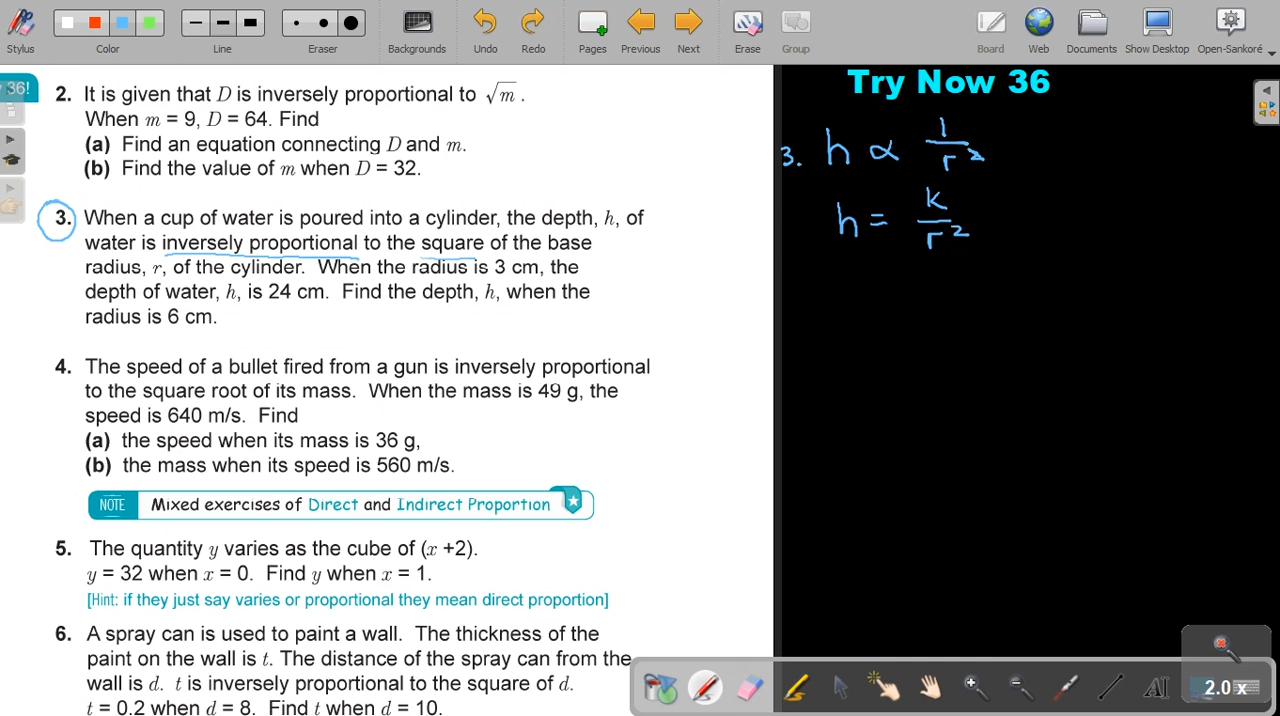 Stylus
Color
Line
Eraser
Backgrounds
Undo
Redo
Pages
Previous
Next
Erase
Group
Board
Web
Documents
Show Desktop
Open-Sankoré
36!
2. It is given that D is inversely proportional to √m .
When m = 9, D = 64. Find
(a) Find an equation connecting D and m.
(b) Find the value of m when D = 32.
3. When a cup of water is poured into a cylinder, the depth, h, of
water is inversely proportional to the square of the base
radius, r, of the cylinder. When the radius is 3 cm, the
depth of water, h, is 24 cm. Find the depth, h, when the
radius is 6 cm.
4. The speed of a bullet fired from a gun is inversely proportional
to the square root of its mass. When the mass is 49 g, the
speed is 640 m/s. Find
(a) the speed when its mass is 36 g,
(b) the mass when its speed is 560 m/s.
NOTE Mixed exercises of Direct and Indirect Proportion
5. The quantity y varies as the cube of (x +2).
y = 32 when x = 0. Find y when x = 1.
[Hint: if they just say varies or proportional they mean direct proportion]
6. A spray can is used to paint a wall. The thickness of the
paint on the wall is t. The distance of the spray can from the
wall is d. t is inversely proportional to the square of d.
t = 0.2 when d = 8. Find t when d = 10.
Try Now 36
3. h ∝ 1/r²
h = k/r²
AI
2.0 x